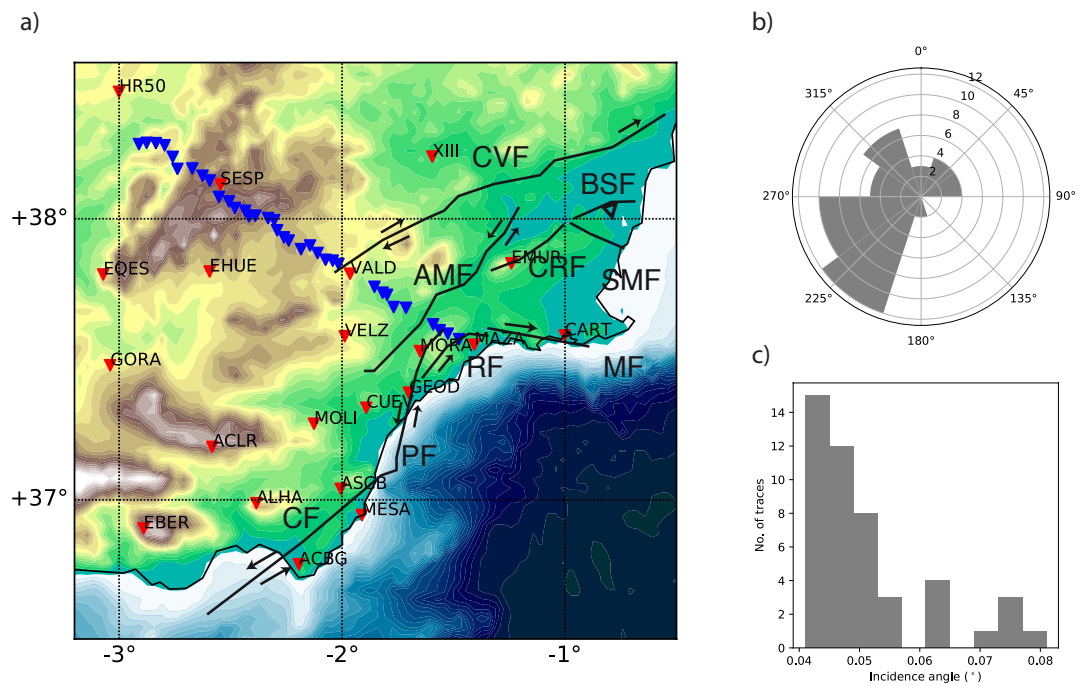 a)
HR50
XIII
CVF
SESP
BSF
+38°
EQES
EHUE
VALD
AMF
EMUR
CRF
SMF
VELZ
CART
MORA
MAZA
GORA
RF
MF
GEOD
CUEV
MOLI
ACLR
PF
ASCB
+37°
ALHA
MESA
EBER
CF
ACBG
-3°
-2°
-1°
b)
0°
315°
45°
12
10
8
6
4
2
270°
90°
225°
135°
180°
c)
14
12
10
8
6
4
2
0
No. of traces
0.04
0.05
0.06
0.07
0.08
Incidence angle (°)